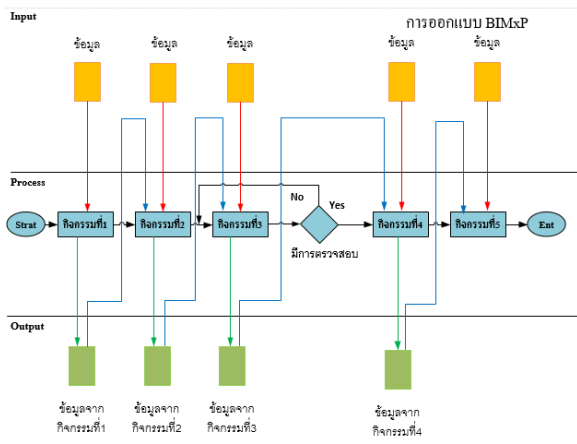 Input
การออกแบบ BIMxP
ข้อมูล
ข้อมูล
ข้อมูล
ข้อมูล
ข้อมูล
Process
No
Yes
Strat
กิจกรรมที่1
กิจกรรมที่2
กิจกรรมที่3
กิจกรรมที่4
กิจกรรมที่5
Ent
มีการตรวจสอบ
Output
ข้อมูลจาก
กิจกรรมที่1
ข้อมูลจาก
กิจกรรมที่2
ข้อมูลจาก
กิจกรรมที่3
ข้อมูลจาก
กิจกรรมที่4